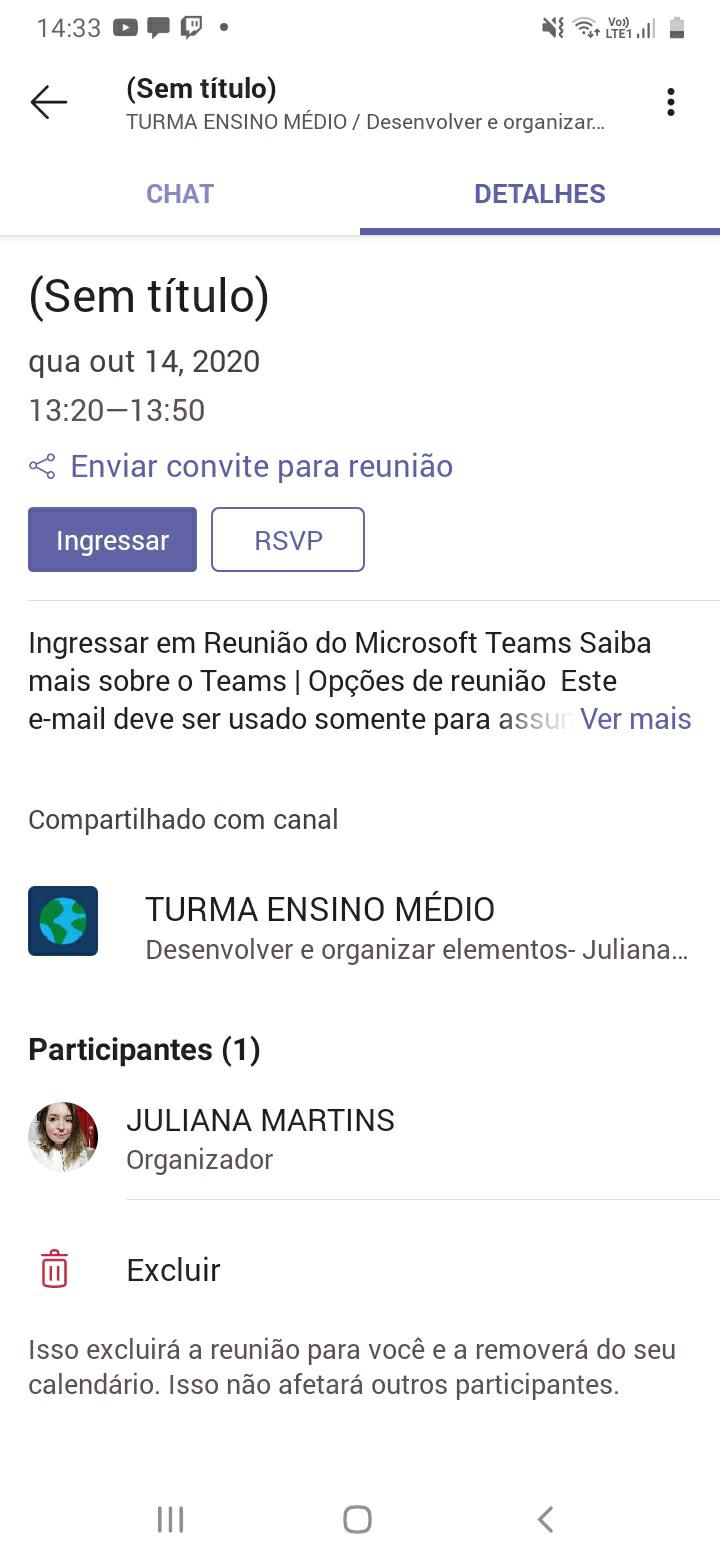 14:33
Vo))
LTE1
(Sem título)
TURMA ENSINO MÉDIO / Desenvolver e organizar...
CHAT
DETALHES
(Sem título)
qua out 14, 2020
13:20—13:50
Enviar convite para reunião
Ingressar
RSVP
Ingressar em Reunião do Microsoft Teams Saiba
mais sobre o Teams | Opções de reunião Este
e-mail deve ser usado somente para Ver mais
Compartilhado com canal
TURMA ENSINO MÉDIO
Desenvolver e organizar elementos- Juliana...
Participantes (1)
JULIANA MARTINS
Organizador
Excluir
Isso excluirá a reunião para você e a removerá do seu
calendário. Isso não afetará outros participantes.